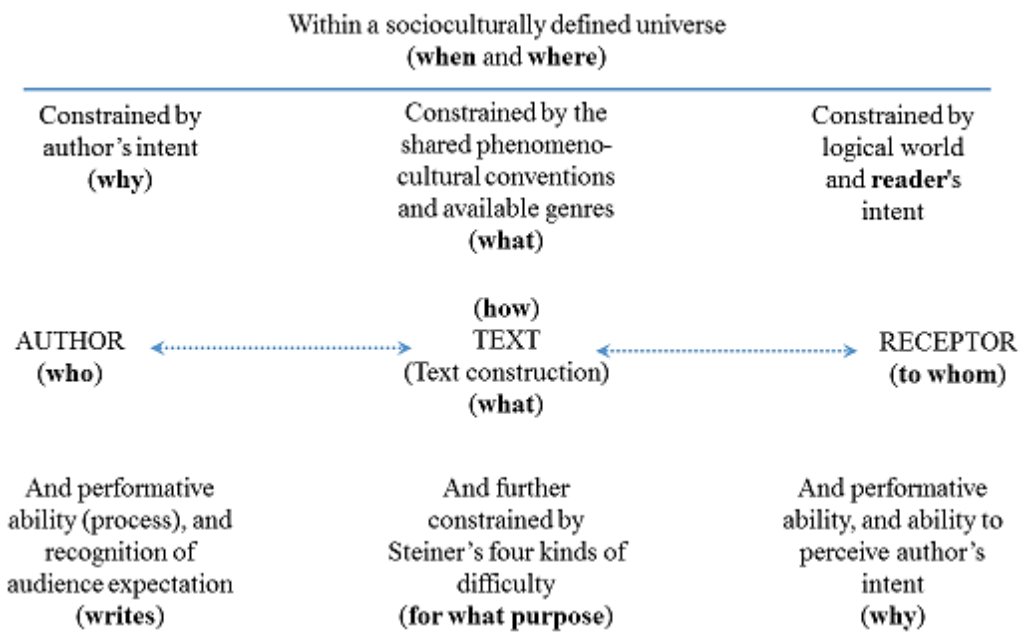 Within a socioculturally defined universe
(when and where)
Constrained by
author's intent
(why)
Constrained by the
shared phenomeno-
cultural conventions
and available genres
(what)
Constrained by
logical world
and reader's
intent
AUTHOR
(who)
(how)
TEXT
(Text construction)
(what)
RECEPTOR
(to whom)
And performative
ability (process), and
recognition of
audience expectation
(writes)
And further
constrained by
Steiner's four kinds of
difficulty
(for what purpose)
And performative
ability, and ability to
perceive author's
intent
(why)